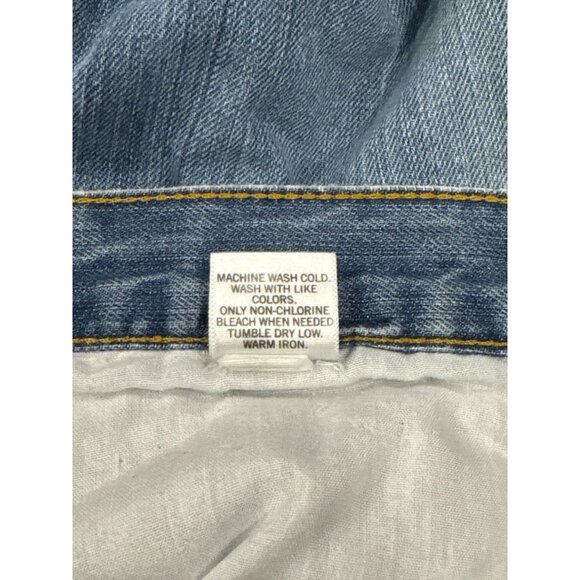 MACHINE WASH COLD.
WASH WITH LIKE
COLORS.
ONLY NON-CHLORINE
BLEACH WHEN NEEDED
TUMBLE DRY LOW.
WARM IRON.